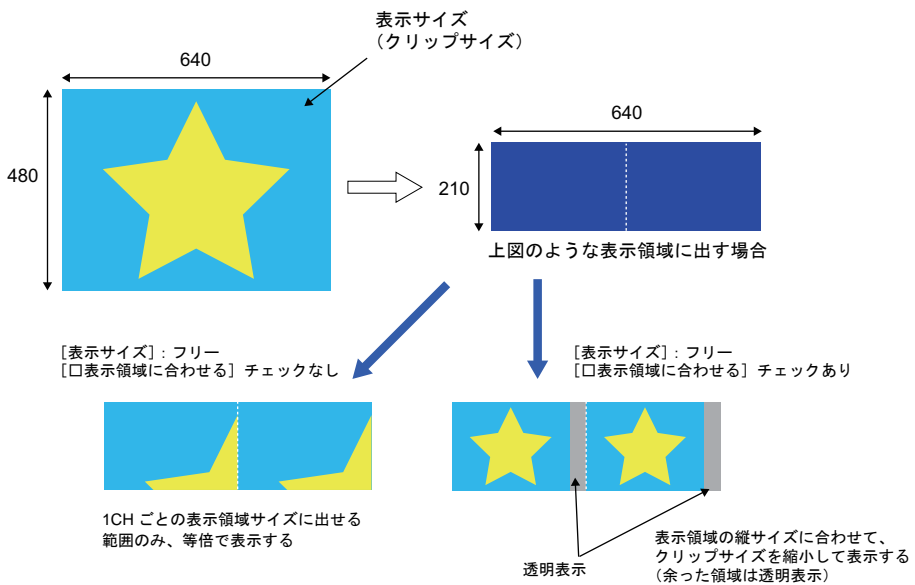 表示サイズ
（クリップサイズ）
640
480
640
210
上図のような表示領域に出す場合
［表示サイズ］：フリー
［□表示領域に合わせる］チェックなし
［表示サイズ］：フリー
［□表示領域に合わせる］チェックあり
1CH ごとの表示領域サイズに出せる
範囲のみ、等倍で表示する
透明表示
表示領域の縦サイズに合わせて、
クリップサイズを縮小して表示する
（余った領域は透明表示）